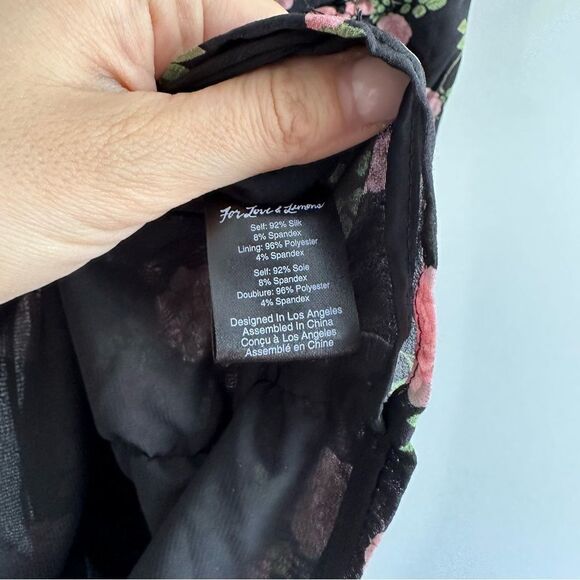 For Love & Lemons
Self: 92% Silk
8% Spandex
Lining: 96% Polyester
4% Spandex
Self: 92% Soie
8% Spandex
Doublure: 96% Polyester
4% Spandex
Designed In Los Angeles
Assembled In China
Conçu à Los Angeles
Assemblé en Chine